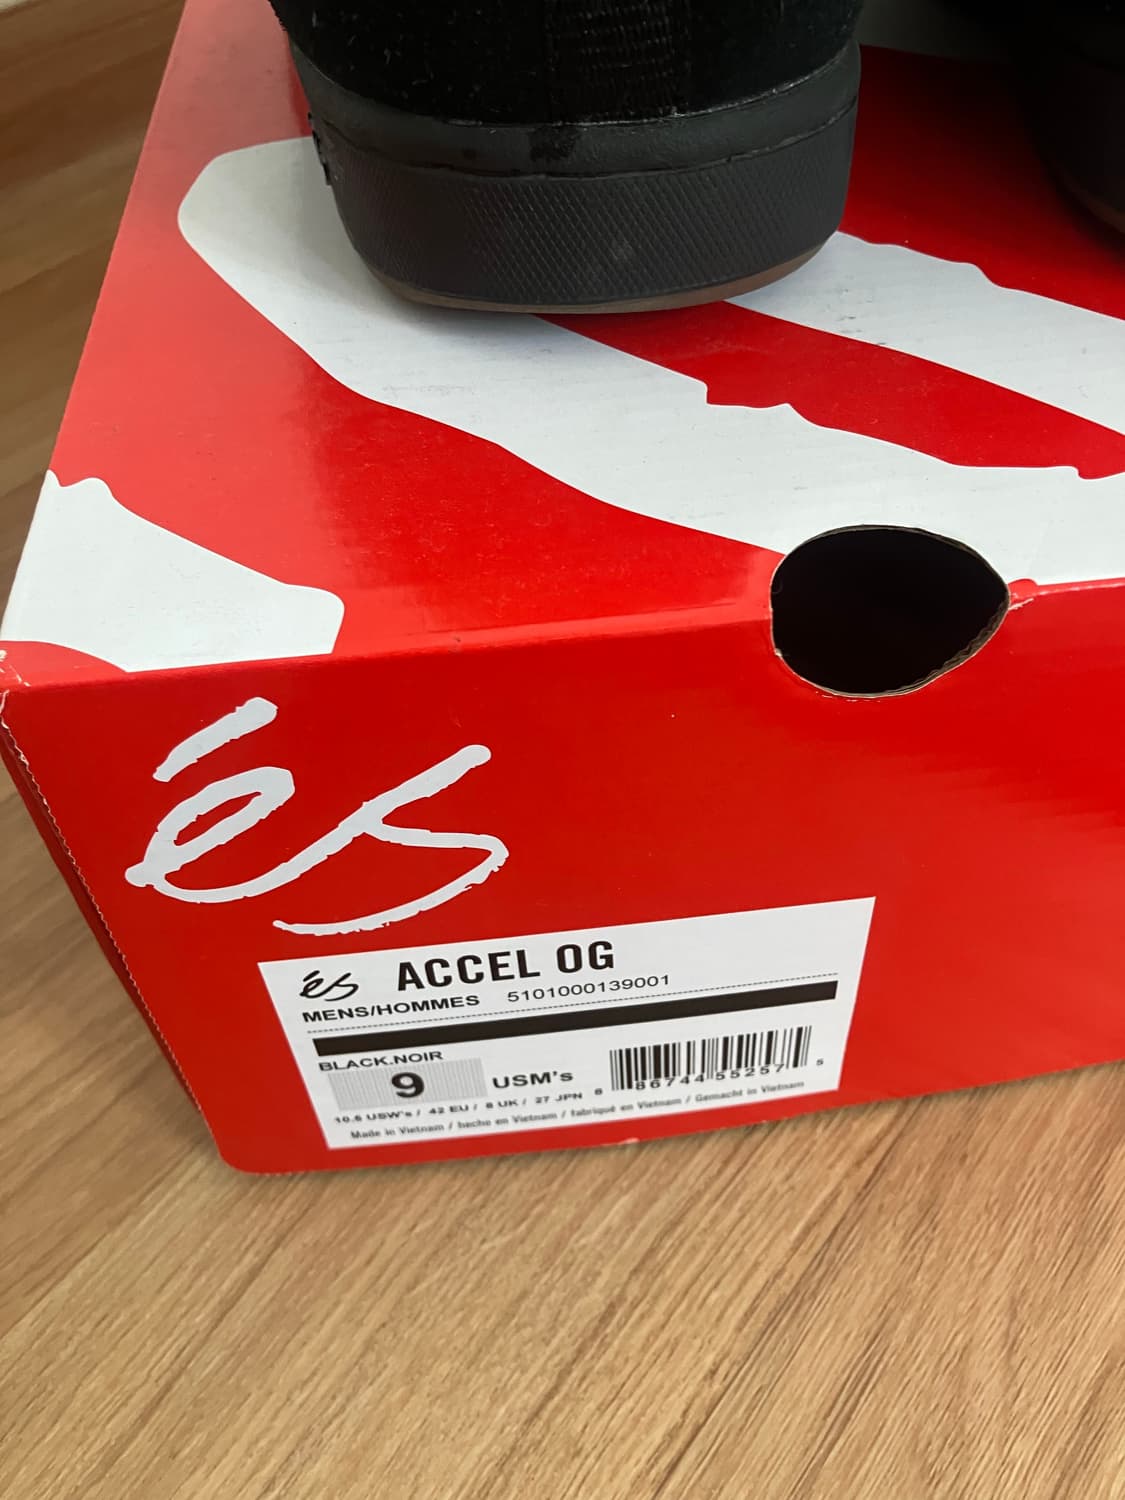 és
és ACCEL OG
MENS/HOMMES 5101000139001
BLACK.NOIR
9 USM's
8 86744 55257 5
10.5 USW's / 42 EU / 8 UK / 27 JPN
Made in Vietnam / hecho en Vietnam / fabriqué en Vietnam / Gemacht in Vietnam